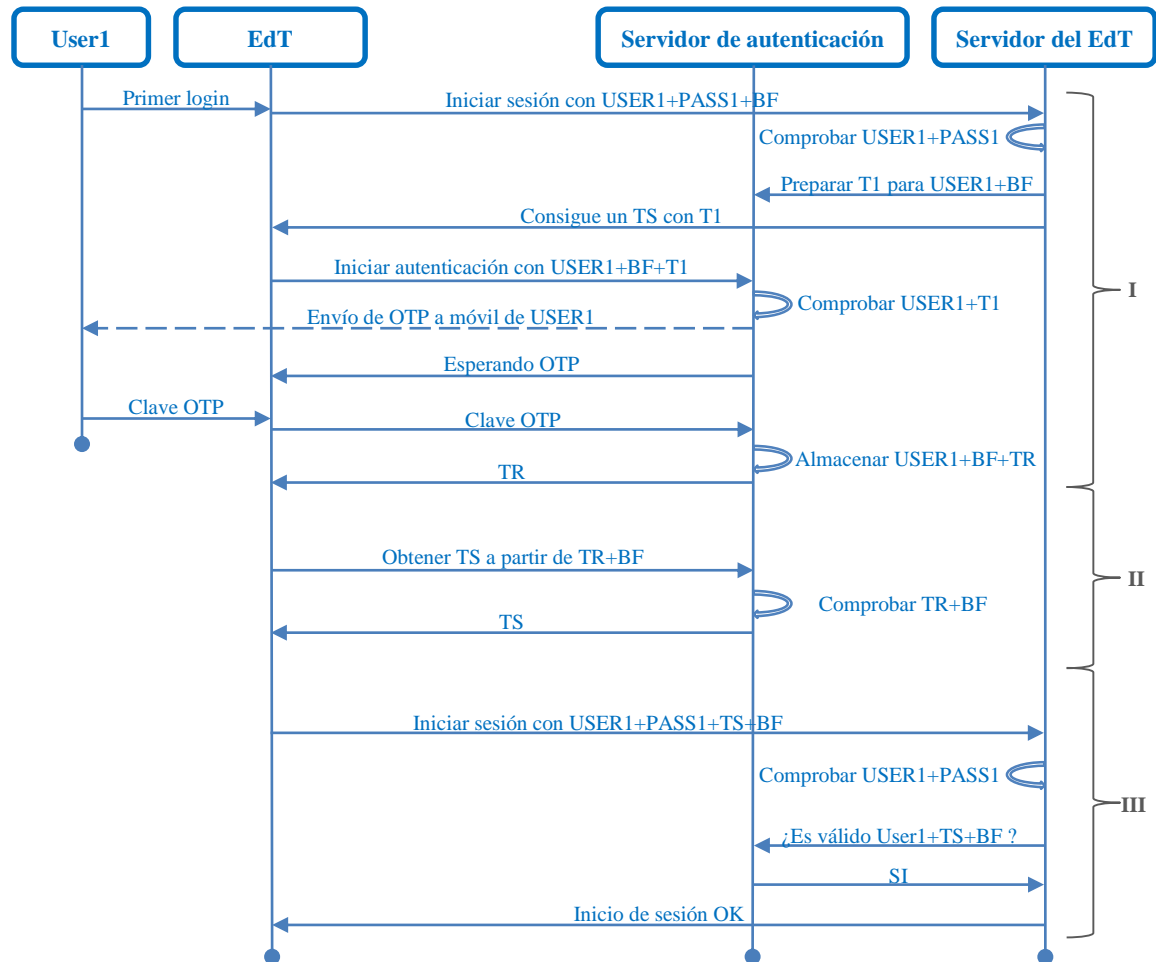 User1
EdT
Servidor de autenticación
Servidor del EdT
Primer login
Iniciar sesión con USER1+PASS1+BF
Comprobar USER1+PASS1
Preparar T1 para USER1+BF
Consigue un TS con T1
Iniciar autenticación con USER1+BF+T1
I
Comprobar USER1+T1
Envío de OTP a móvil de USER1
Esperando OTP
Clave OTP
Clave OTP
Almacenar USER1+BF+TR
TR
Obtener TS a partir de TR+BF
II
Comprobar TR+BF
TS
Iniciar sesión con USER1+PASS1+TS+BF
Comprobar USER1+PASS1
III
¿Es válido User1+TS+BF ?
SI
Inicio de sesión OK